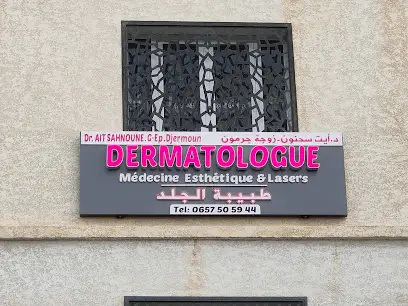 Dr. AIT SAHNOUNE.G-Ep.Djermoun د.آيت سحنون-زوجة جرمون
DERMATOLOGUE
Médecine Esthétique & Lasers
طبيبة الجلد
Tel: 0657 50 59 44